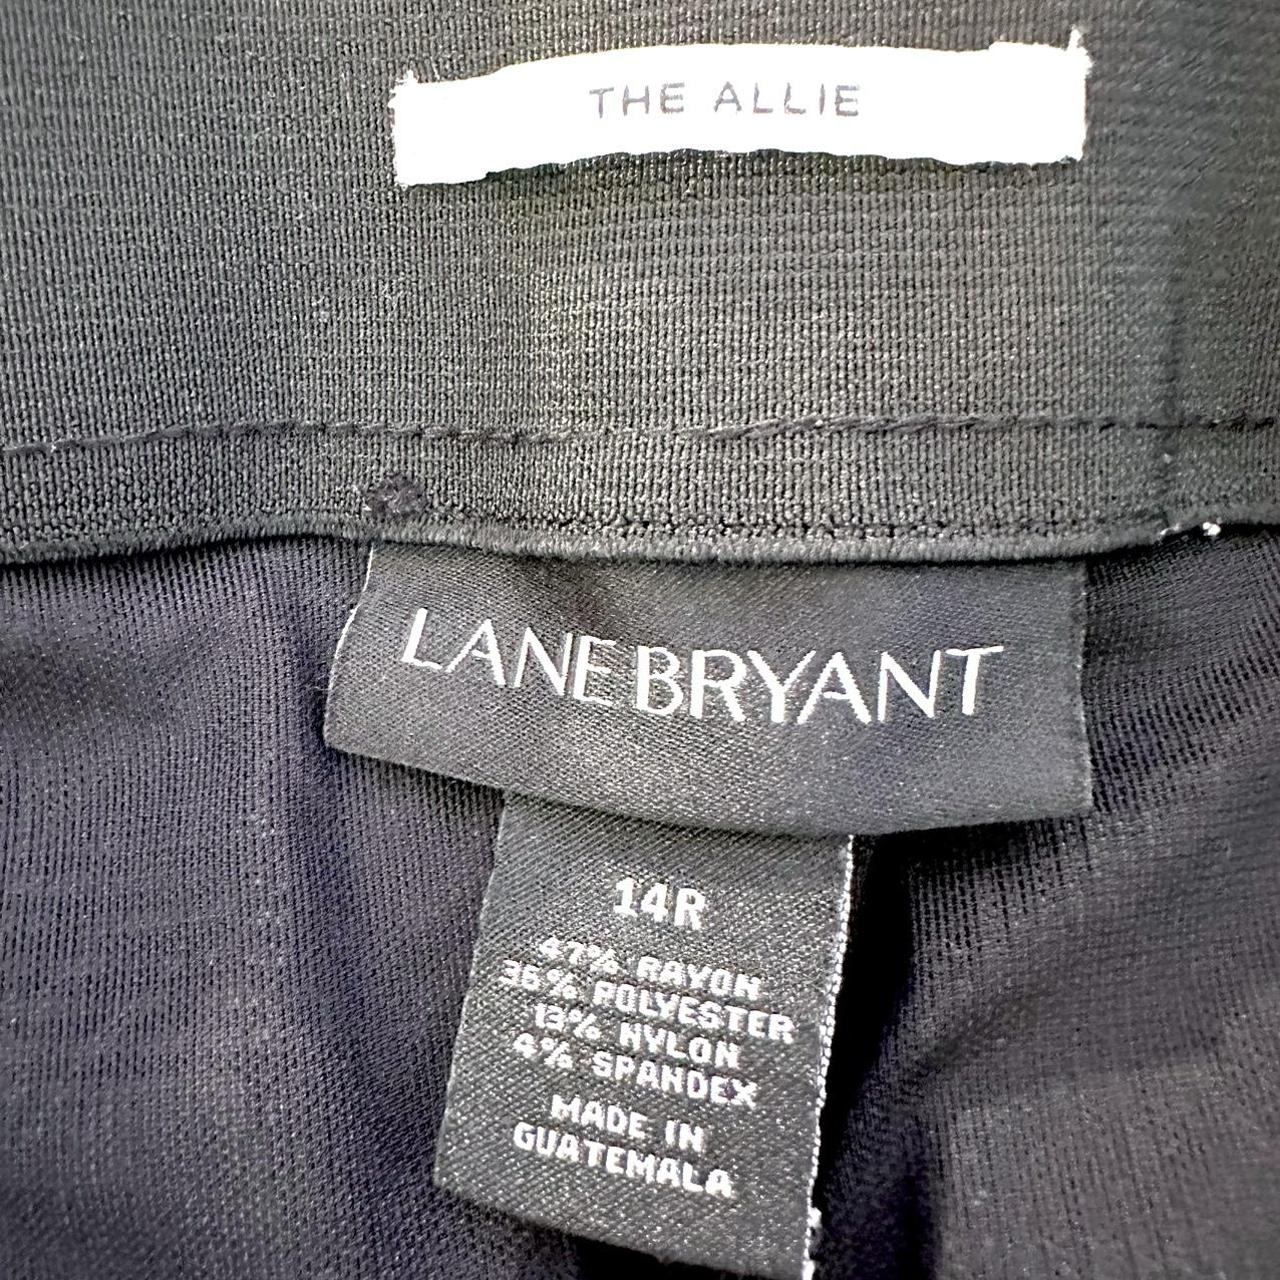 THE ALLIE
LANE BRYANT
14R
47% RAYON
36% POLYESTER
13% NYLON
4% SPANDEX
MADE IN
GUATEMALA